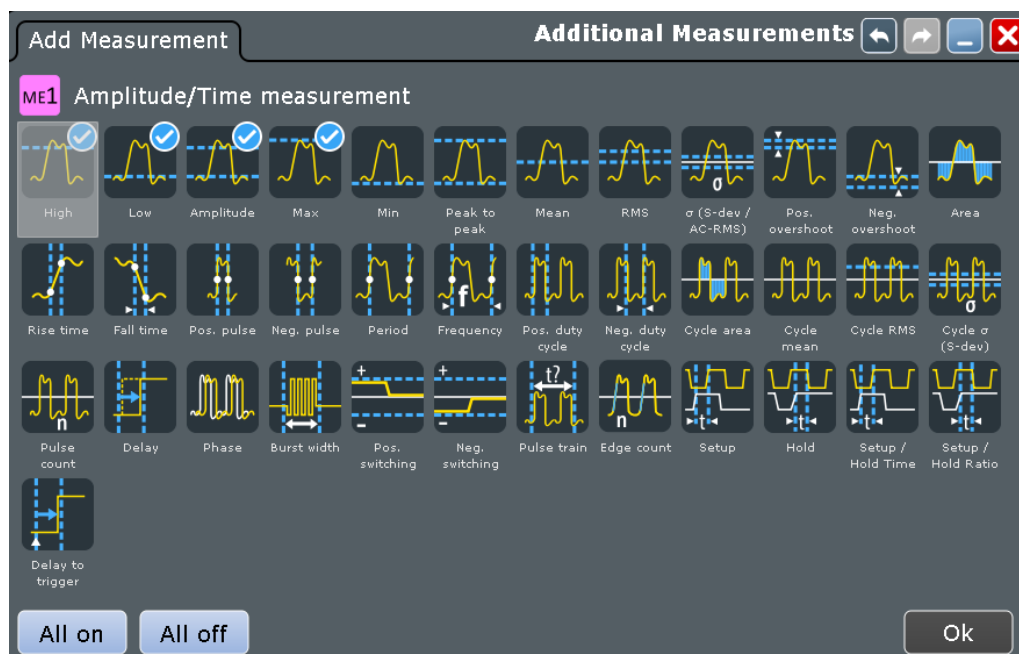 Add Measurement
Additional Measurements
ME1 Amplitude/Time measurement
σ
High
Low
Amplitude
Max
Min
Peak to
peak
Mean
RMS
σ (S-dev /
AC-RMS)
Pos.
overshoot
Neg.
overshoot
Area
f
σ
Rise time
Fall time
Pos. pulse
Neg. pulse
Period
Frequency
Pos. duty
cycle
Neg. duty
cycle
Cycle area
Cycle
mean
Cycle RMS
Cycle σ
(S-dev)
n
+
-
+
-
t?
n
t
t
t
t
Pulse
count
Delay
Phase
Burst width
Pos.
switching
Neg.
switching
Pulse train
Edge count
Setup
Hold
Setup /
Hold Time
Setup /
Hold Ratio
Delay to
trigger
All on
All off
Ok